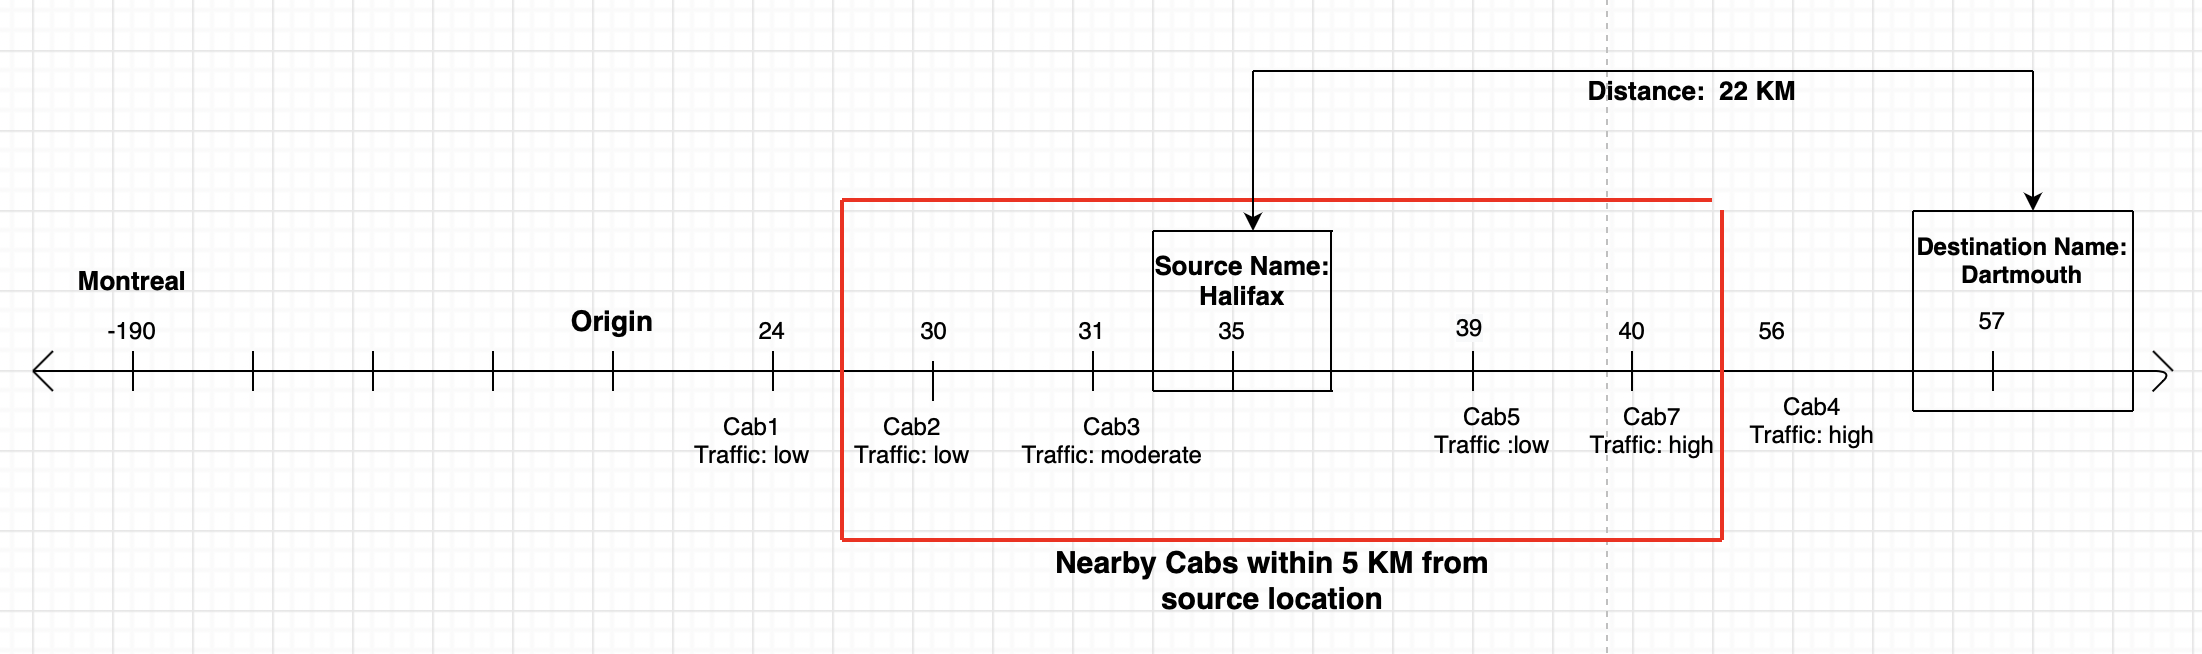 Distance:  22 KM
Montreal
-190
Origin
24
30
31
Source Name:
Halifax
35
39
40
56
Destination Name:
Dartmouth
57
Cab1
Traffic: low
Cab2
Traffic: low
Cab3
Traffic: moderate
Cab5
Traffic :low
Cab7
Traffic: high
Cab4
Traffic: high
Nearby Cabs within 5 KM from
source location